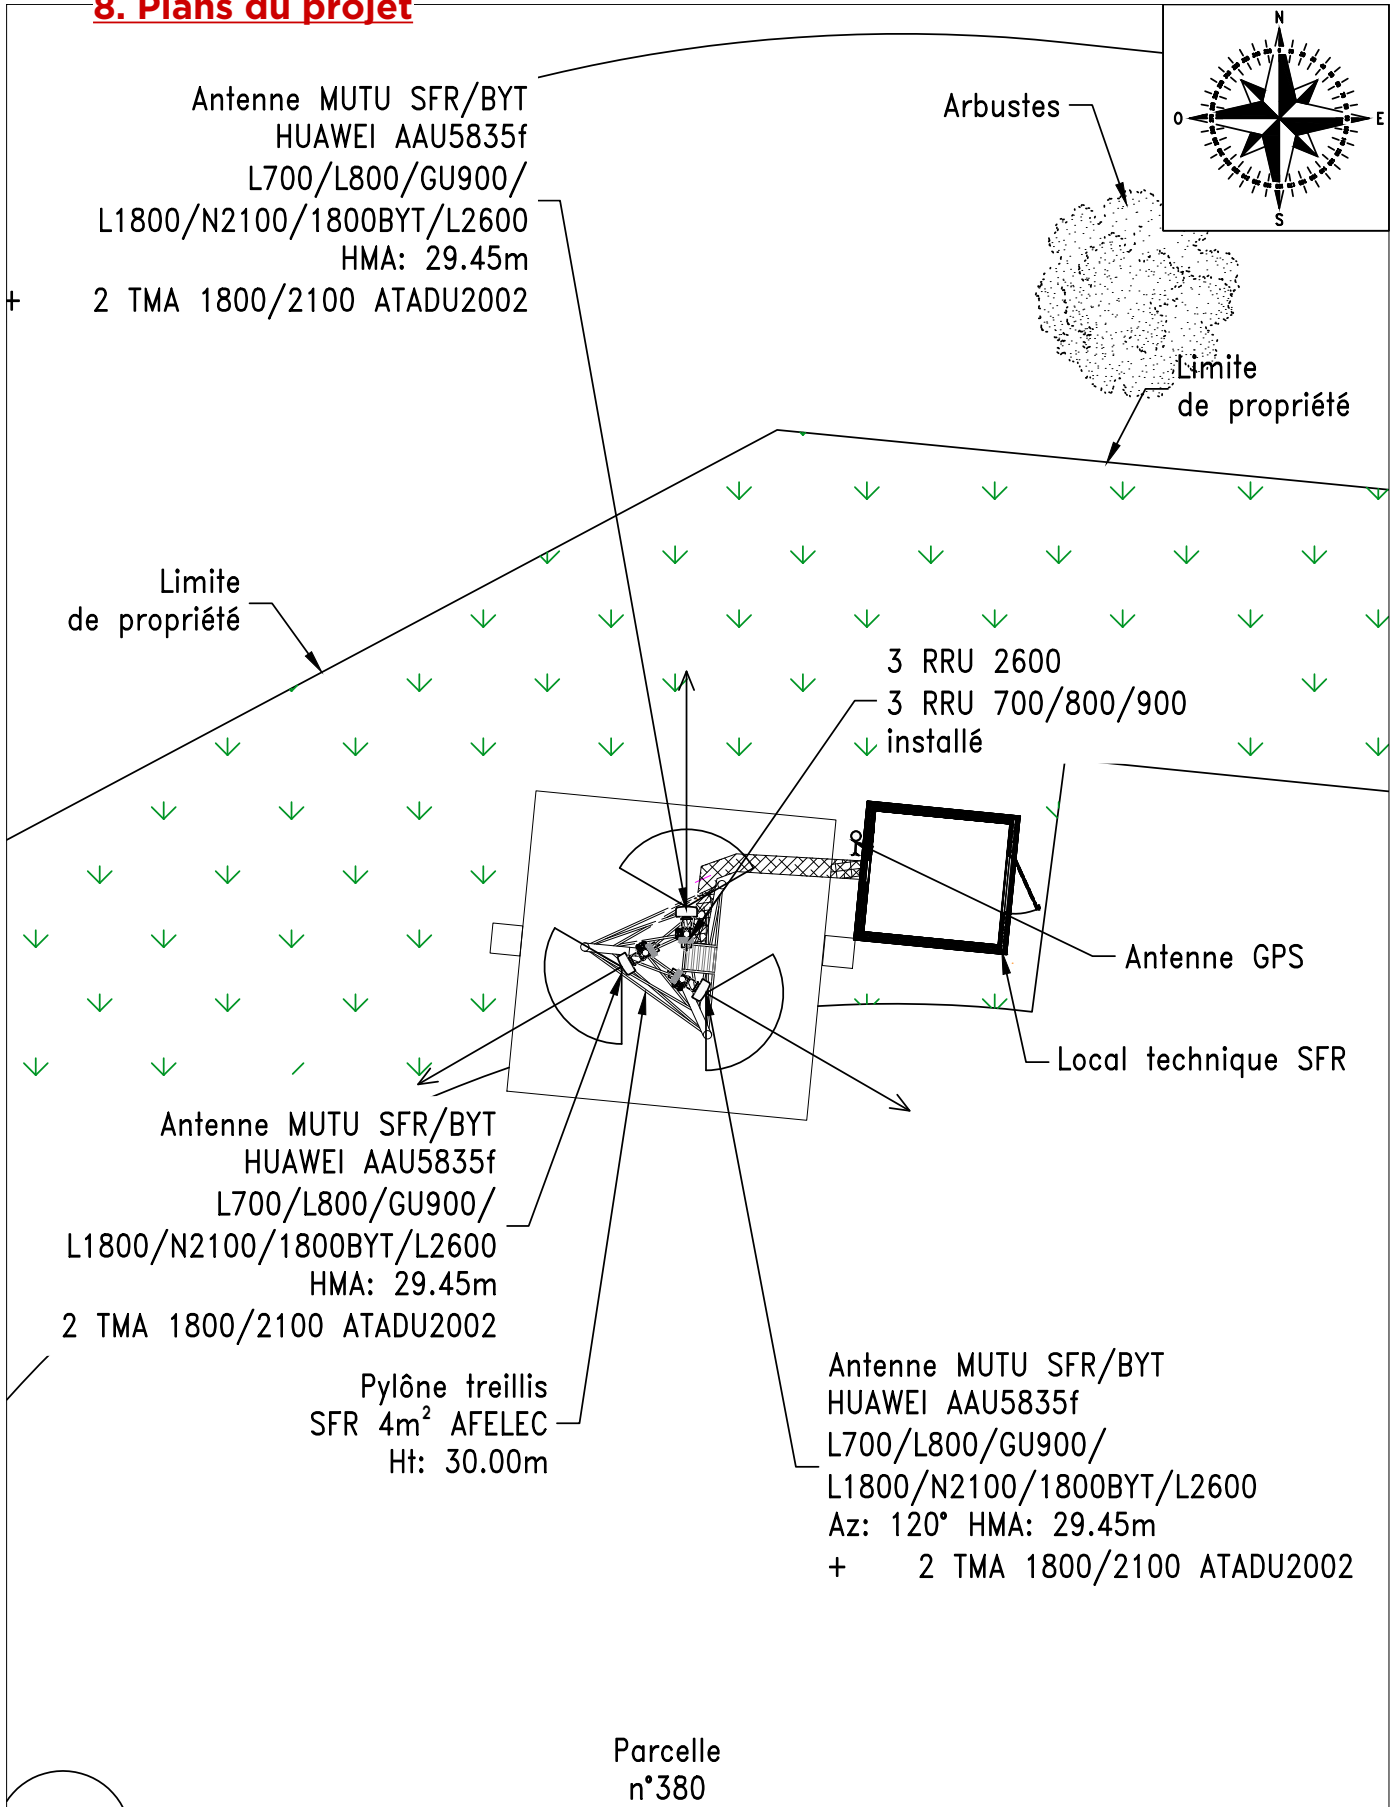 8. Plans du projet
N
O
E
S
Antenne MUTU SFR/BYT
HUAWEI AAU5835f
L700/L800/GU900/
L1800/N2100/1800BYT/L2600
HMA: 29.45m
+ 2 TMA 1800/2100 ATADU2002
Arbustes
Limite
de propriété
Limite
de propriété
3 RRU 2600
3 RRU 700/800/900
installé
Antenne GPS
Local technique SFR
Antenne MUTU SFR/BYT
HUAWEI AAU5835f
L700/L800/GU900/
L1800/N2100/1800BYT/L2600
HMA: 29.45m
2 TMA 1800/2100 ATADU2002
Pylône treillis
SFR 4m² AFELEC
Ht: 30.00m
Antenne MUTU SFR/BYT
HUAWEI AAU5835f
L700/L800/GU900/
L1800/N2100/1800BYT/L2600
Az: 120° HMA: 29.45m
+ 2 TMA 1800/2100 ATADU2002
Parcelle
n°380